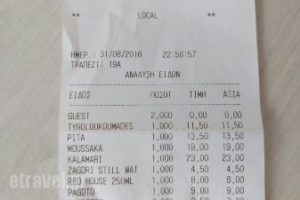 ** LOCAL **
ΗΜΕΡ.: 31/08/2016 22:50:57
ΤΡΑΠΕΖΙ: 19A
ΑΝΑΛΥΣΗ ΕΙΔΩΝ
ΕΙΔΟΣ ΠΟΣΟΙ ΤΙΜΗ ΑΞΙΑ
GUEST 2,000 0,00 0,00
TYROLOUKOUMADES 1,000 11,50 11,50
PITA 1,000 13,50 13,50
MOUSSAKA 1,000 19,00 19,00
KALAMARI 1,000 23,00 23,00
ZAGORI STILL WAT 1,000 4,50 4,50
RED HOUSE 250ML 1,000 8,00 8,00
PAGOTO 1,000 9,00 9,00
etrave